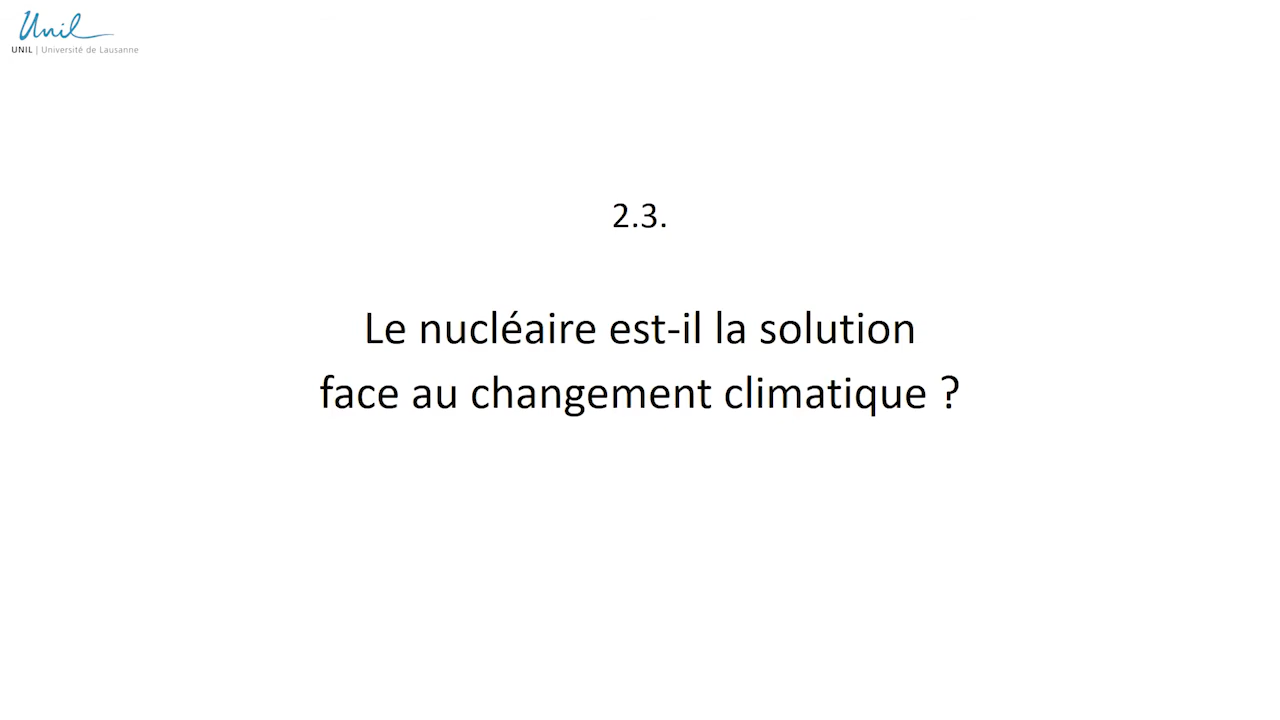 Unil
UNIL | Université de Lausanne
2.3.
Le nucléaire est-il la solution
face au changement climatique ?